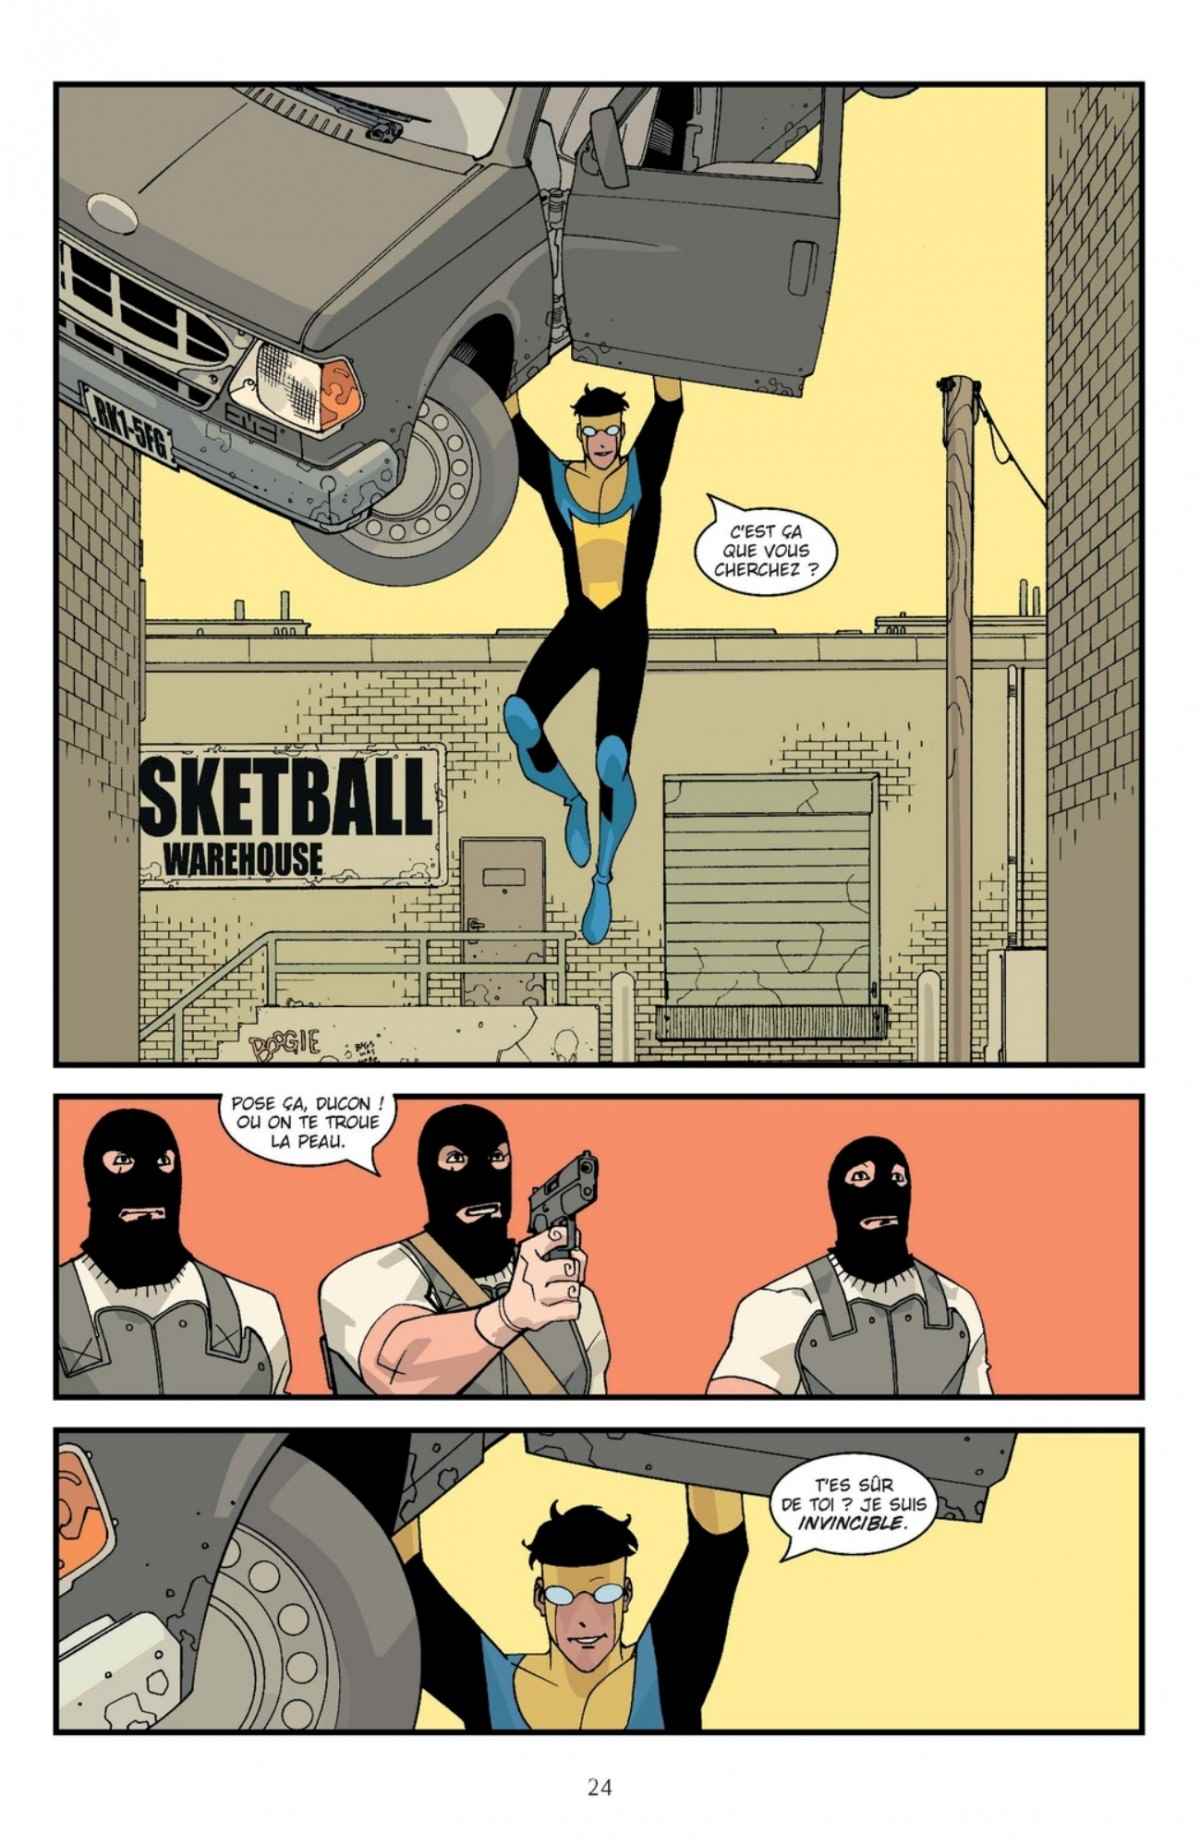 RK1-5FG
C'EST ÇA
QUE VOUS
CHERCHEZ ?
SKETBALL
WAREHOUSE
BOOGIE
POSE ÇA, DUCON !
OU ON TE TROUE
LA PEAU.
T'ES SÛR
DE TOI ? JE SUIS
INVINCIBLE.
24